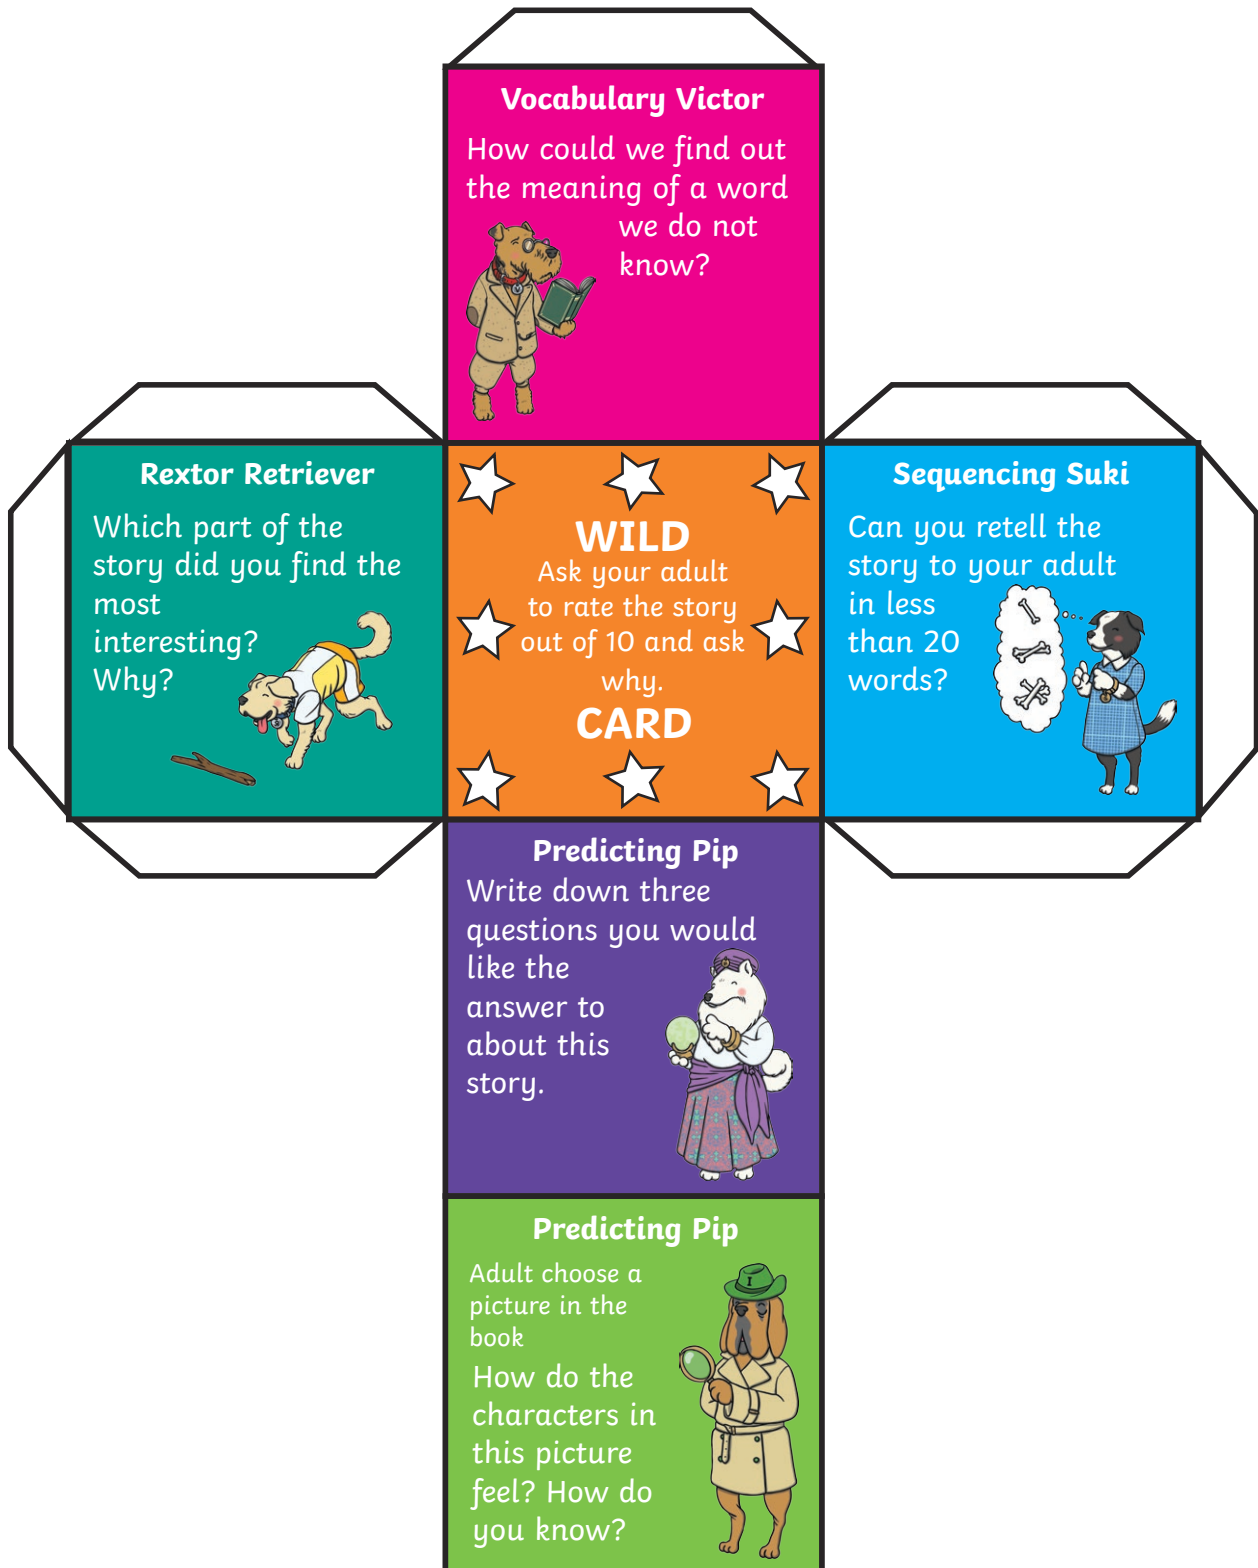 Vocabulary Victor
How could we find out
the meaning of a word
we do not
know?
Rextor Retriever
Which part of the
story did you find the
most
interesting?
Why?
WILD
Ask your adult
to rate the story
out of 10 and ask
why.
CARD
Sequencing Suki
Can you retell the
story to your adult
in less
than 20
words?
Predicting Pip
Write down three
questions you would
like the
answer to
about this
story.
Predicting Pip
Adult choose a
picture in the
book
How do the
characters in
this picture
feel? How do
you know?
I